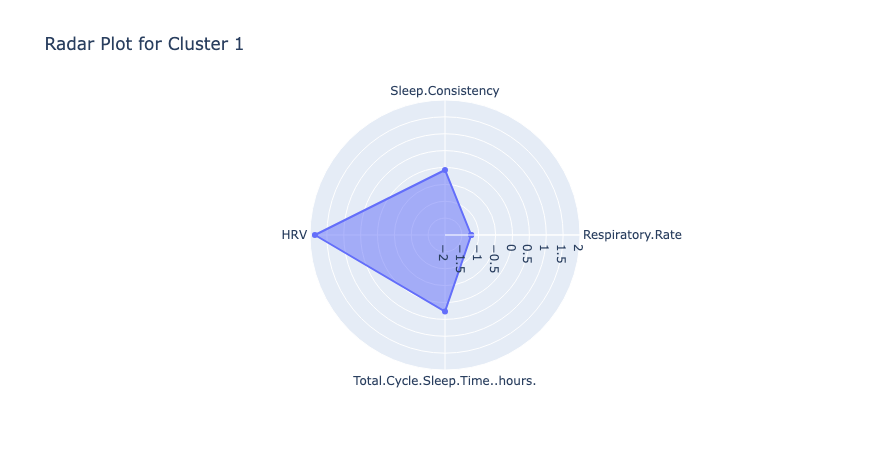 Radar Plot for Cluster 1
Sleep.Consistency
HRV
Respiratory.Rate
−2
−1.5
−1
−0.5
0
0.5
1
1.5
2
Total.Cycle.Sleep.Time..hours.